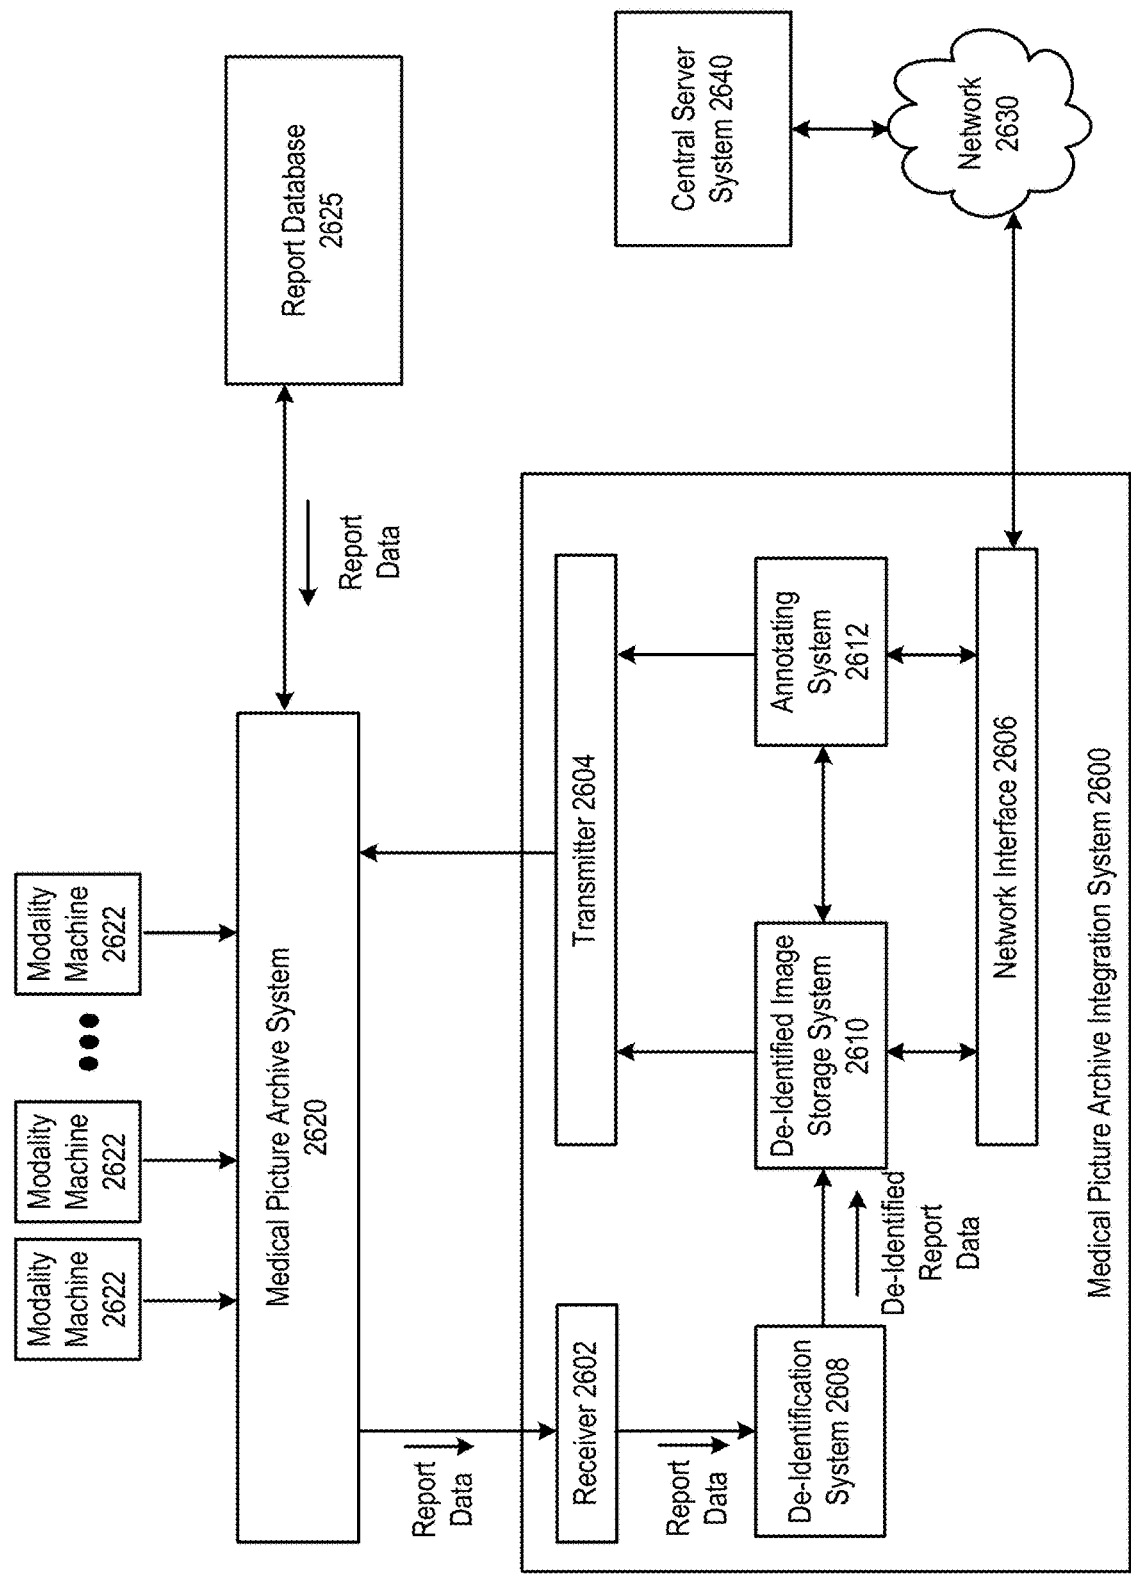 Modality
Machine
2622
Modality
Machine
2622
Modality
Machine
2622
Medical Picture Archive System
2620
Report Database
2625
Report
Data
Report
Data
Receiver 2602
Report
Data
De-Identification
System 2608
De-Identified
Report
Data
Transmitter 2604
De-Identified Image
Storage System
2610
Annotating
System
2612
Network Interface 2606
Medical Picture Archive Integration System 2600
Central Server
System 2640
Network
2630